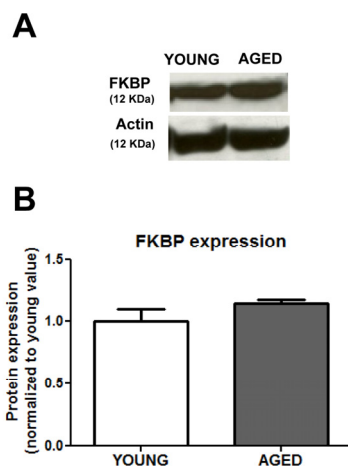 A
YOUNG AGED
FKBP
(12 KDa)
Actin
(12 KDa)
B
FKBP expression
Protein expression
(normalized to young value)
1.5
1.0
0.5
0.0
YOUNG AGED